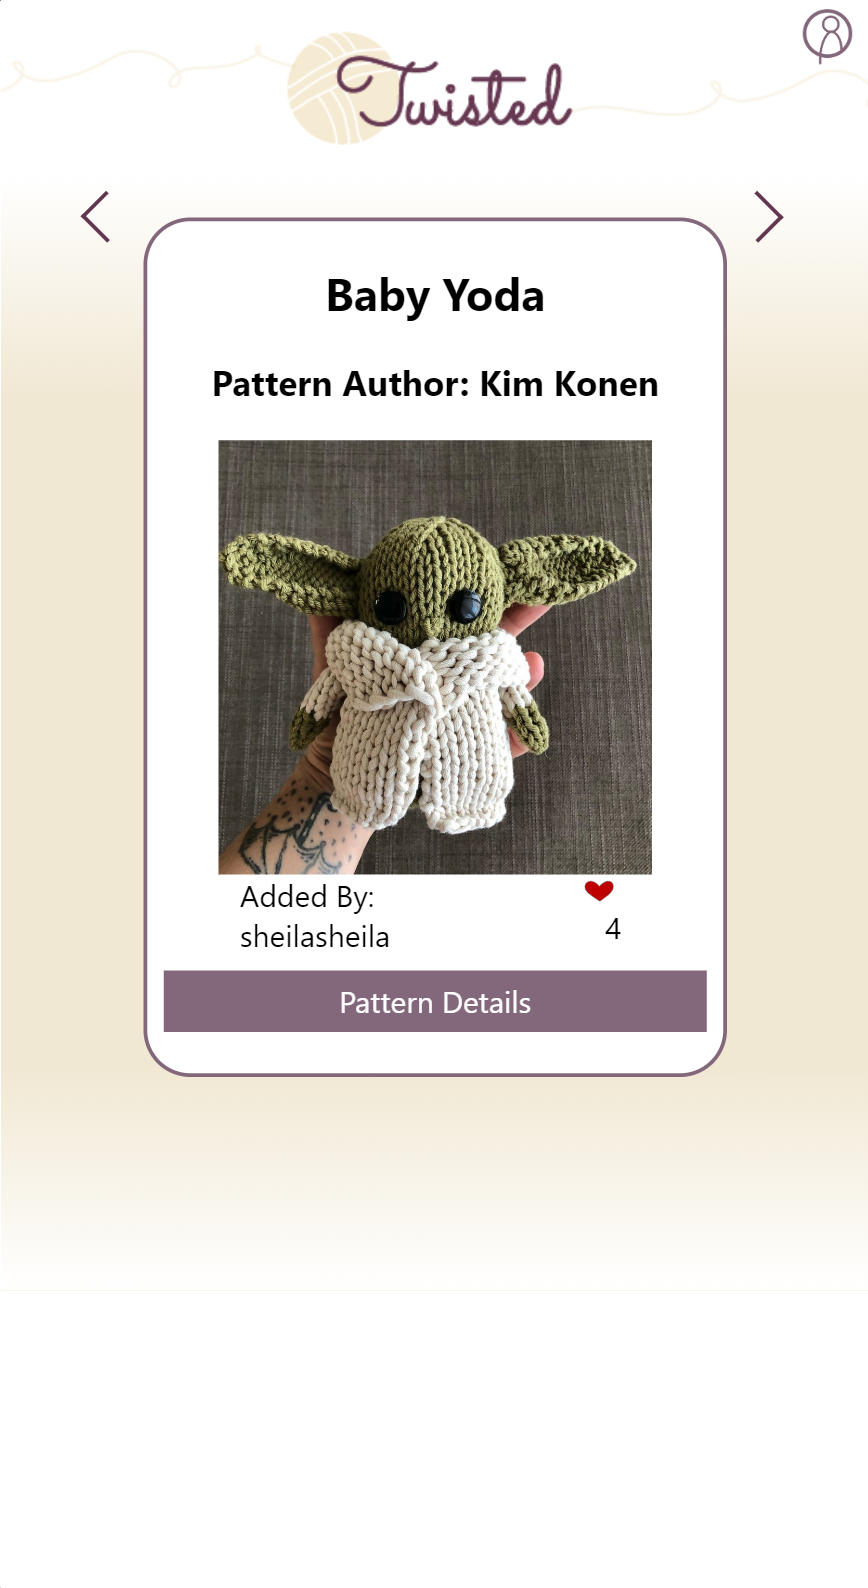 Twisted
Baby Yoda
Pattern Author: Kim Konen
Added By:
sheilasheila
4
Pattern Details